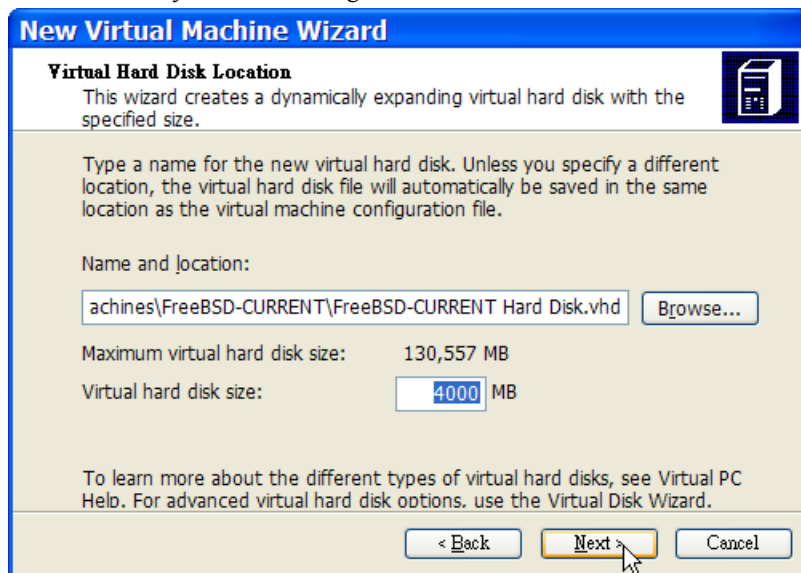 New Virtual Machine Wizard
Virtual Hard Disk Location
This wizard creates a dynamically expanding virtual hard disk with the
specified size.
Type a name for the new virtual hard disk. Unless you specify a different
location, the virtual hard disk file will automatically be saved in the same
location as the virtual machine configuration file.
Name and location:
achines\FreeBSD-CURRENT\FreeBSD-CURRENT Hard Disk.vhd Browse...
Maximum virtual hard disk size: 130,557 MB
Virtual hard disk size: 4000 MB
To learn more about the different types of virtual hard disks, see Virtual PC
Help. For advanced virtual hard disk options, use the Virtual Disk Wizard.
< Back Next > Cancel